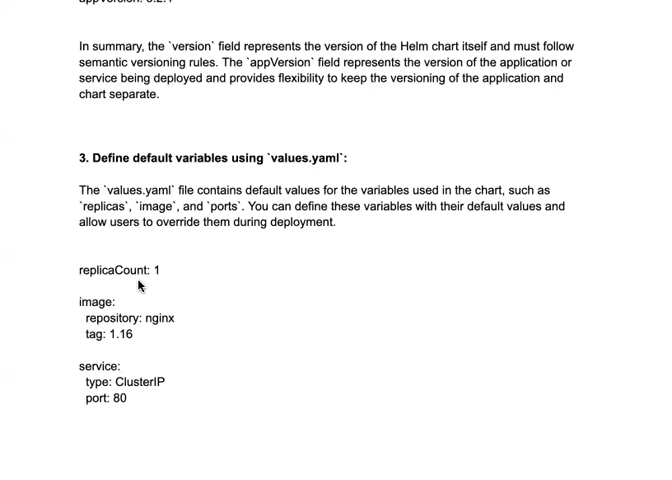 In summary, the `version` field represents the version of the Helm chart itself and must follow
semantic versioning rules. The `appVersion` field represents the version of the application or
service being deployed and provides flexibility to keep the versioning of the application and
chart separate.
3. Define default variables using `values.yaml`:
The `values.yaml` file contains default values for the variables used in the chart, such as
`replicas`, `image`, and `ports`. You can define these variables with their default values and
allow users to override them during deployment.
replicaCount: 1
image:
  repository: nginx
  tag: 1.16
service:
  type: ClusterIP
  port: 80